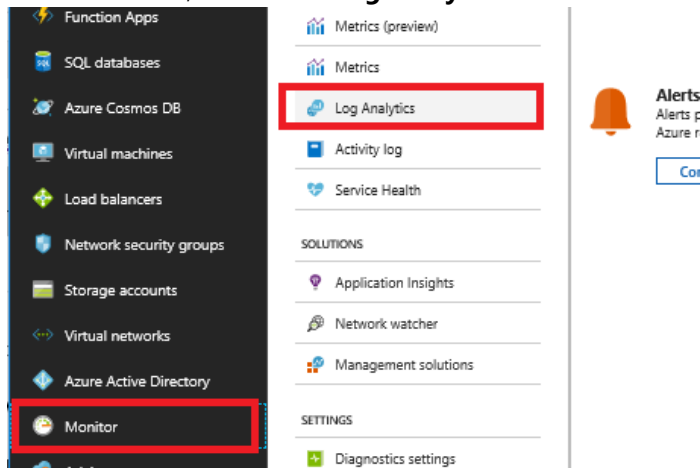 Function Apps
SQL databases
Azure Cosmos DB
Virtual machines
Load balancers
Network security groups
Storage accounts
Virtual networks
Azure Active Directory
Monitor
Metrics (preview)
Metrics
Log Analytics
Activity log
Service Health
SOLUTIONS
Application Insights
Network watcher
Management solutions
SETTINGS
Diagnostics settings
Alerts
Alerts p
Azure r
Co